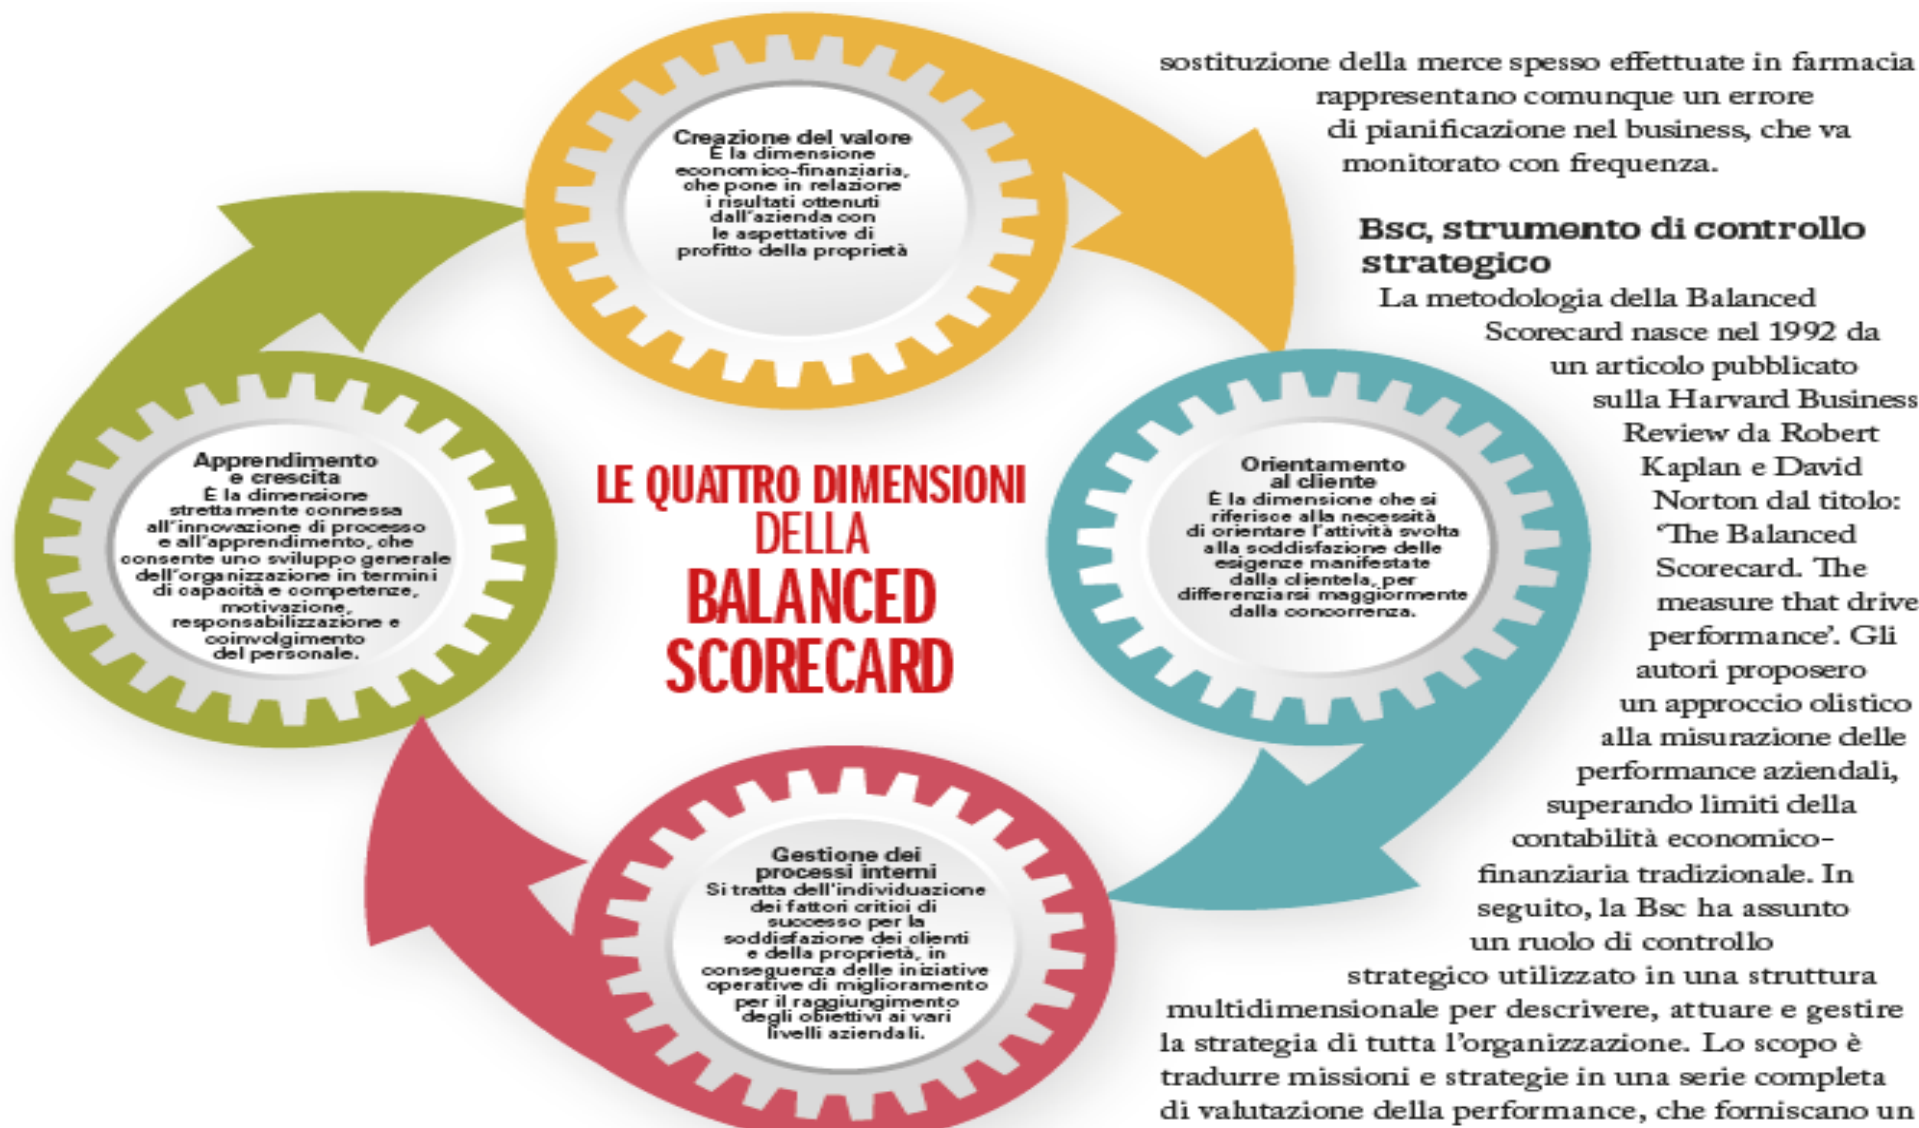 Creazione del valore
È la dimensione
economico-finanziaria,
che pone in relazione
i risultati ottenuti
dall'azienda con
le aspettative di
profitto della proprietà
Orientamento
al cliente
È la dimensione che si
riferisce alla necessità
di orientare l'attività svolta
alla soddisfazione delle
esigenze manifestate
dalla clientela, per
differenziarsi maggiormente
dalla concorrenza.
Gestione dei
processi interni
Si tratta dell'individuazione
dei fattori critici di
successo per la
soddisfazione dei clienti
e della proprietà, in
conseguenza delle iniziative
operative di miglioramento
per il raggiungimento
degli obiettivi ai vari
livelli aziendali.
Apprendimento
e crescita
È la dimensione
strettamente connessa
all'innovazione di processo
e all'apprendimento, che
consente uno sviluppo generale
dell'organizzazione in termini
di capacità e competenze,
motivazione,
responsabilizzazione e
coinvolgimento
del personale.
LE QUATTRO DIMENSIONI
DELLA
BALANCED
SCORECARD
sostituzione della merce spesso effettuate in farmacia
rappresentano comunque un errore
di pianificazione nel business, che va
monitorato con frequenza.
Bsc, strumento di controllo
strategico
La metodologia della Balanced
Scorecard nasce nel 1992 da
un articolo pubblicato
sulla Harvard Business
Review da Robert
Kaplan e David
Norton dal titolo:
'The Balanced
Scorecard. The
measure that drive
performance'. Gli
autori proposero
un approccio olistico
alla misurazione delle
performance aziendali,
superando limiti della
contabilità economico-
finanziaria tradizionale. In
seguito, la Bsc ha assunto
un ruolo di controllo
strategico utilizzato in una struttura
multidimensionale per descrivere, attuare e gestire
la strategia di tutta l'organizzazione. Lo scopo è
tradurre missioni e strategie in una serie completa
di valutazione della performance, che forniscano un